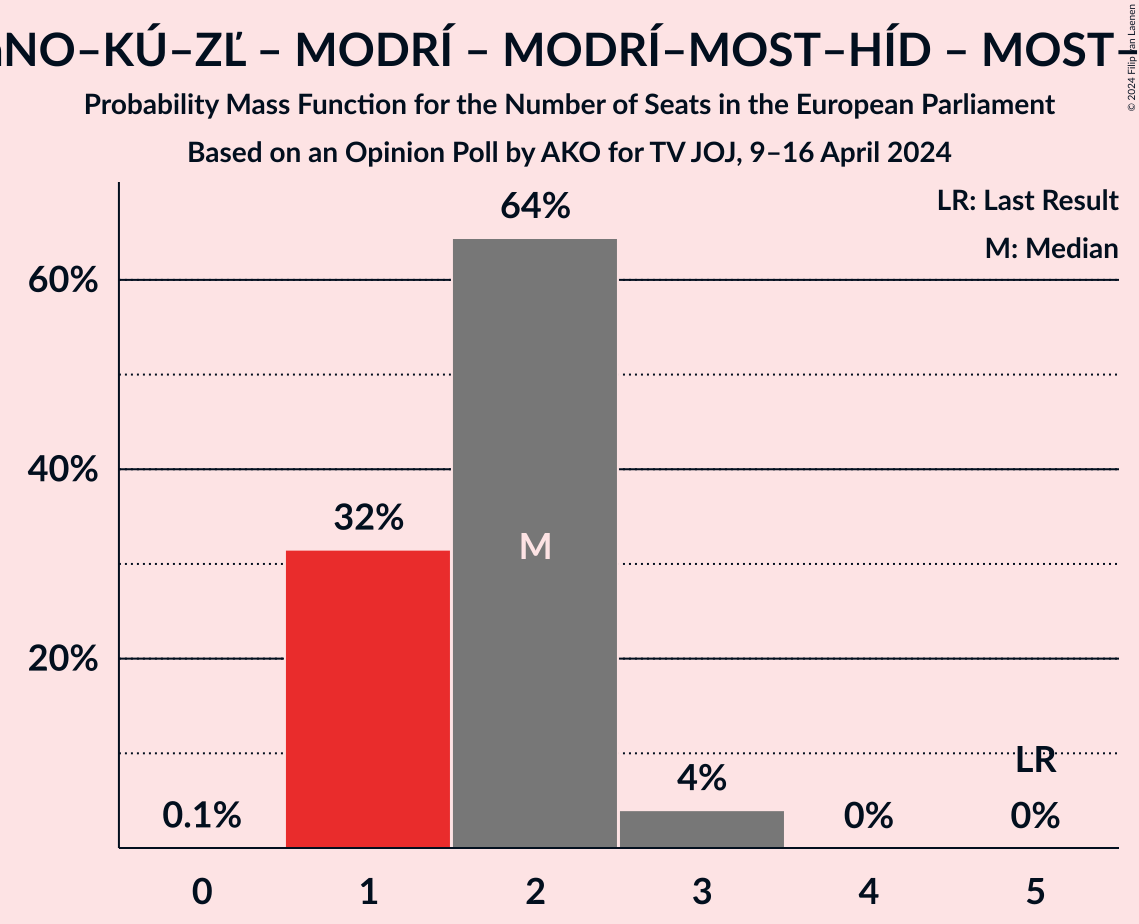 NO–KÚ–ZĽ – MODRÍ – MODRÍ–MOST–HÍD – MOST–
Probability Mass Function for the Number of Seats in the European Parliament
Based on an Opinion Poll by AKO for TV JOJ, 9–16 April 2024
© 2024 Filip van Laenen
LR: Last Result
M: Median
64%
60%
40%
32%
M
20%
LR
4%
0.1%
0%
0%
0 1 2 3 4 5